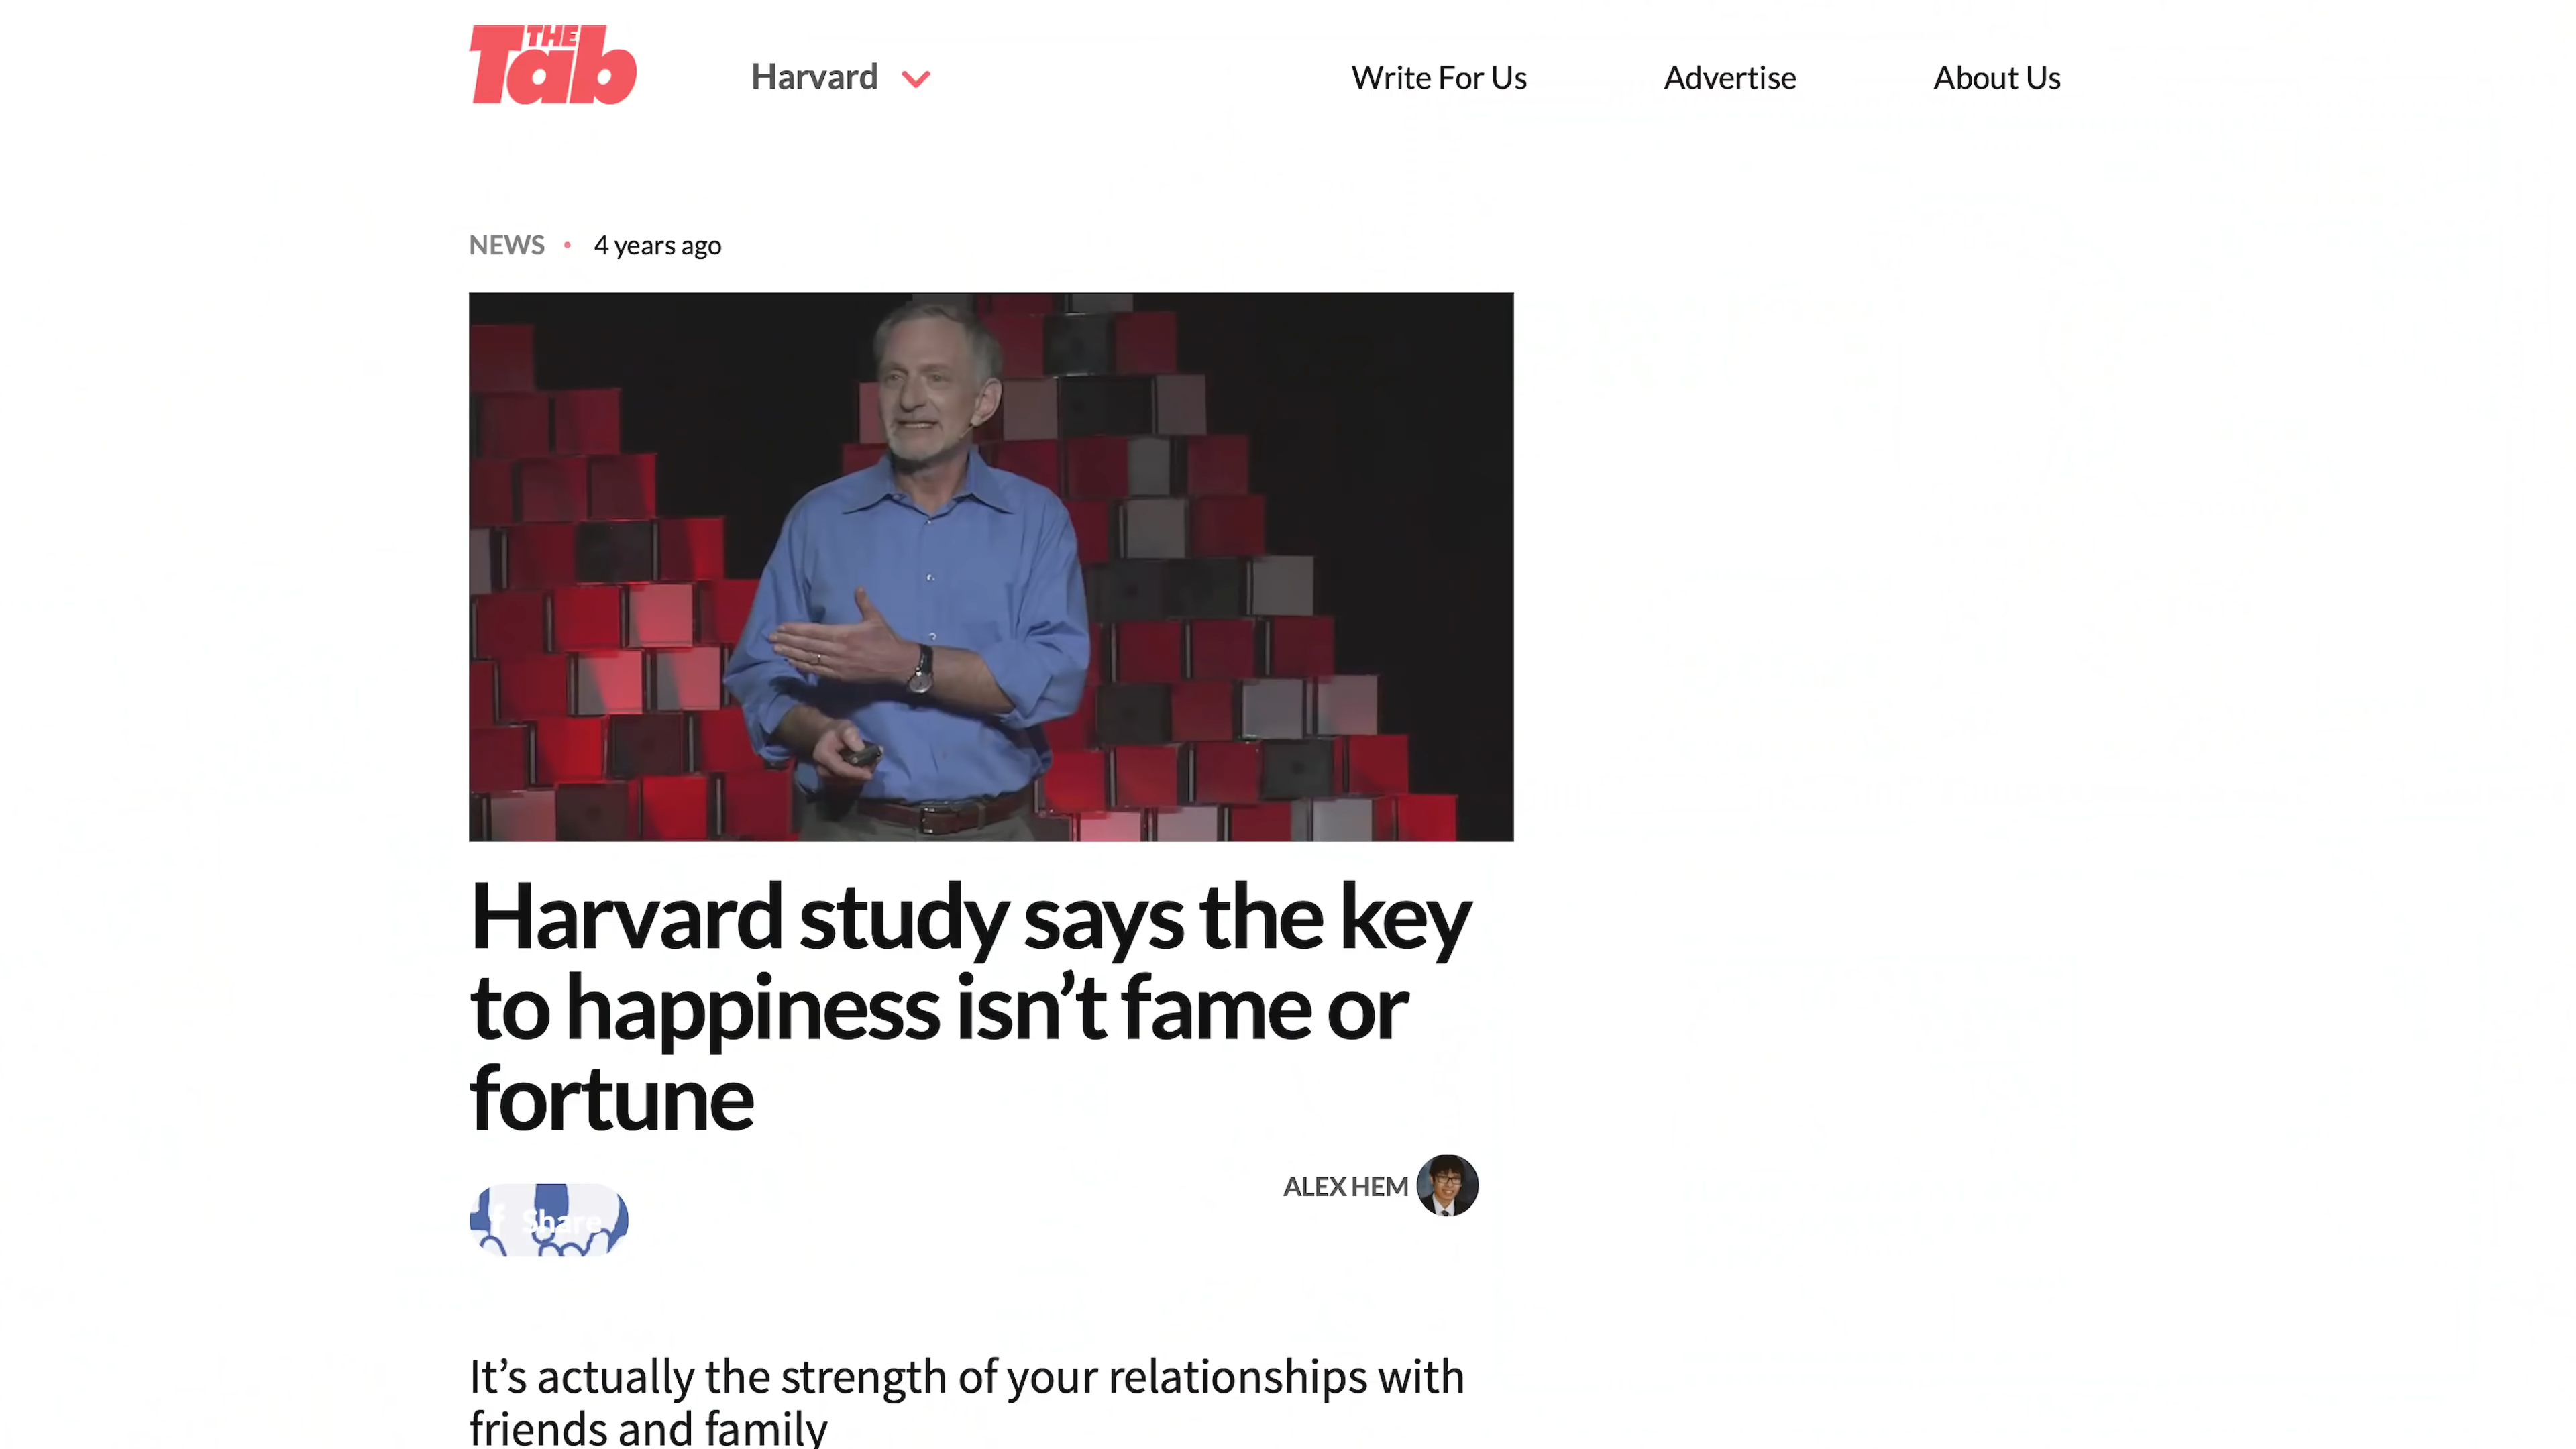 THE
Tab
Harvard
Write For Us
Advertise
About Us
NEWS • 4 years ago
Harvard study says the key
to happiness isn’t fame or
fortune
ALEX HEM
f Share
It’s actually the strength of your relationships with
friends and family